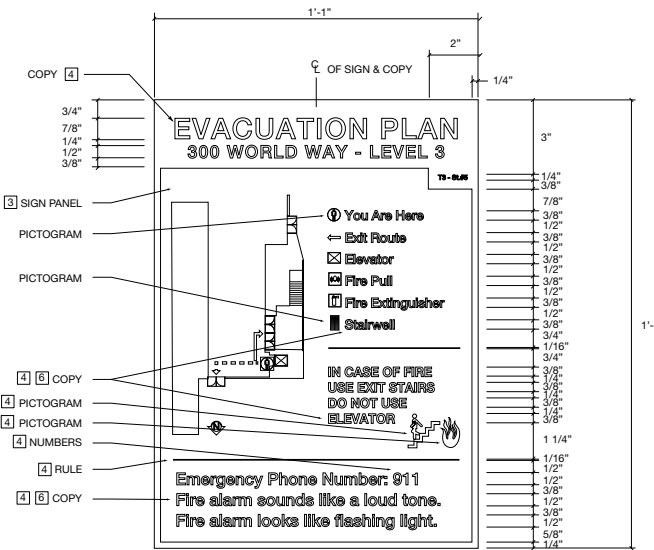 1'-1"
2"
℄ OF SIGN & COPY
1/4"
COPY 4
3/4"
7/8"
1/4"
1/2"
3/8"
EVACUATION PLAN
300 WORLD WAY - LEVEL 3
T3 - St.#5
3 SIGN PANEL
PICTOGRAM
PICTOGRAM
You Are Here
Exit Route
Elevator
Fire Pull
Fire Extinguisher
Stairwell
IN CASE OF FIRE
USE EXIT STAIRS
DO NOT USE
ELEVATOR
N
4 6 COPY
4 PICTOGRAM
4 PICTOGRAM
4 NUMBERS
4 RULE
4 6 COPY
Emergency Phone Number: 911
Fire alarm sounds like a loud tone.
Fire alarm looks like flashing light.
3"
1/4"
3/8"
7/8"
3/8"
1/2"
3/8"
1/2"
3/8"
1/2"
3/8"
1/2"
3/8"
1/2"
3/8"
3/4"
1/16"
3/4"
3/8"
1/4"
3/8"
1/4"
3/8"
1/4"
3/8"
1 1/4"
1/16"
1/2"
1/2"
3/8"
1/2"
3/8"
1/2"
5/8"
1/4"
1'-